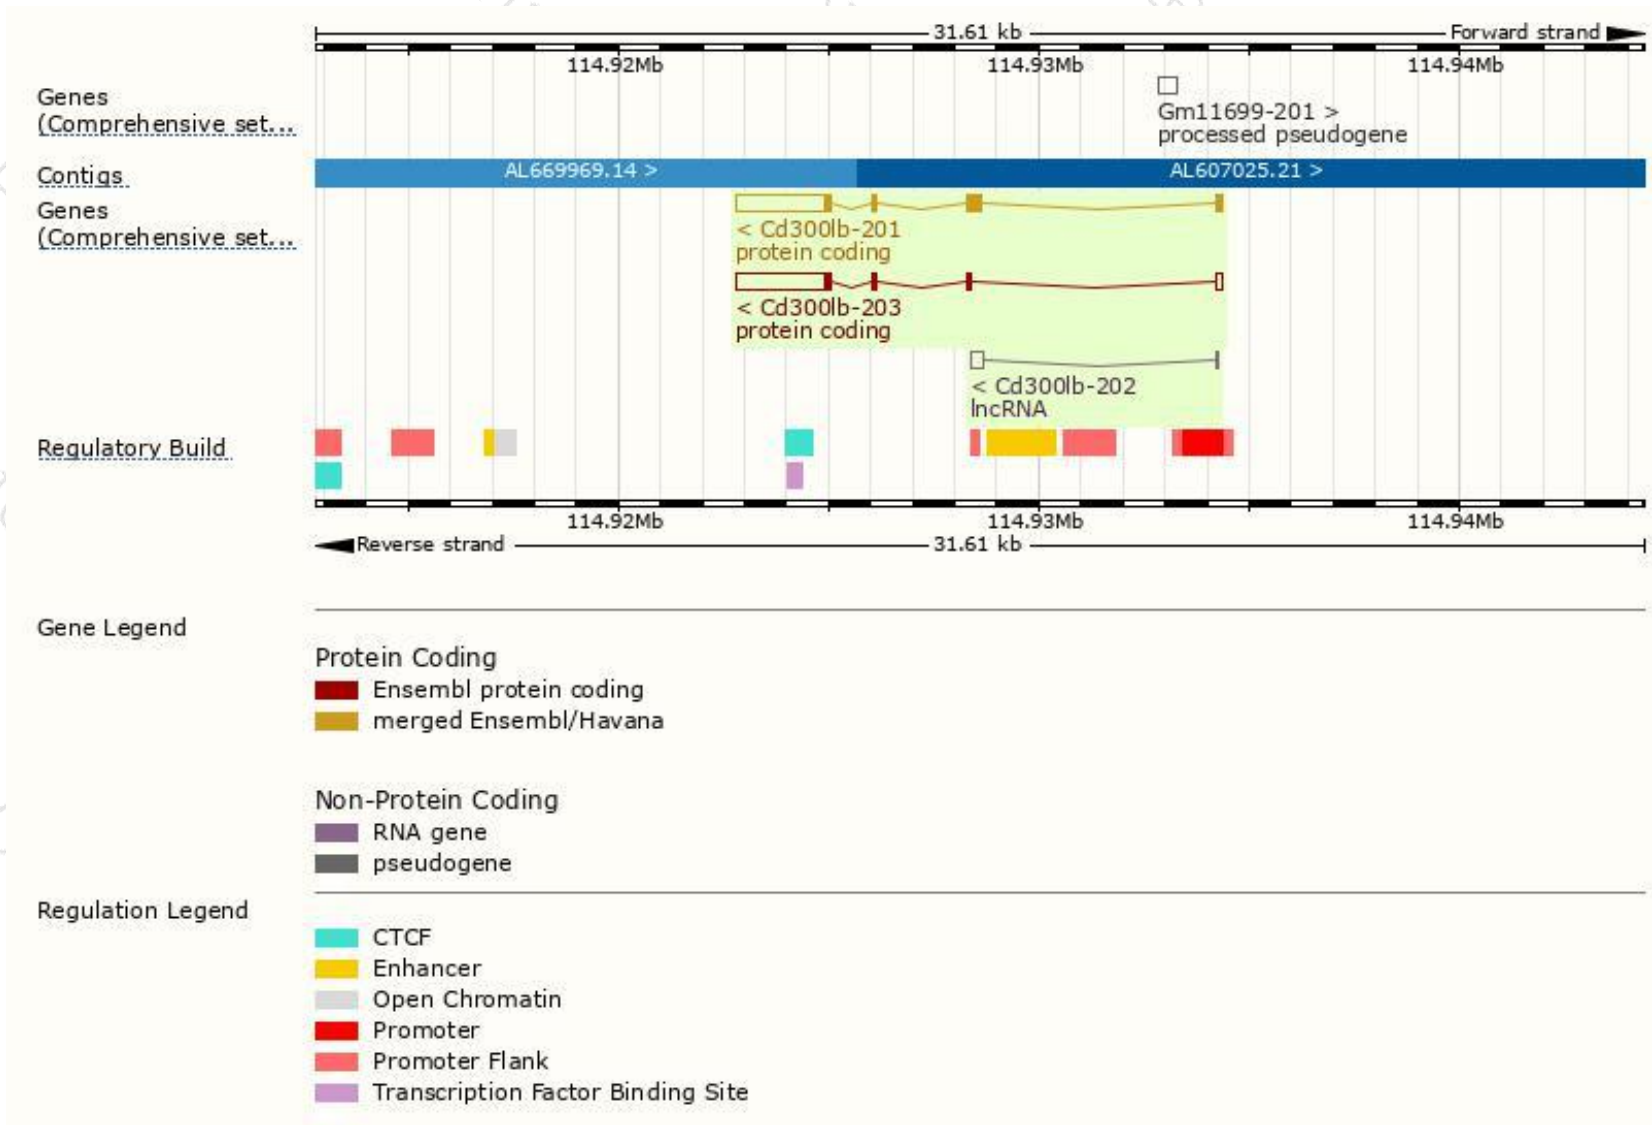 31.61 kb
Forward strand
114.92Mb 114.93Mb 114.94Mb
Genes
(Comprehensive set...
Gm11699-201 >
processed pseudogene
Contigs
AL669969.14 > AL607025.21 >
Genes
(Comprehensive set...
< Cd300lb-201
protein coding
< Cd300lb-203
protein coding
< Cd300lb-202
lncRNA
Regulatory Build
114.92Mb 114.93Mb 114.94Mb
Reverse strand 31.61 kb
Gene Legend
Protein Coding
Ensembl protein coding
merged Ensembl/Havana
Non-Protein Coding
RNA gene
pseudogene
Regulation Legend
CTCF
Enhancer
Open Chromatin
Promoter
Promoter Flank
Transcription Factor Binding Site